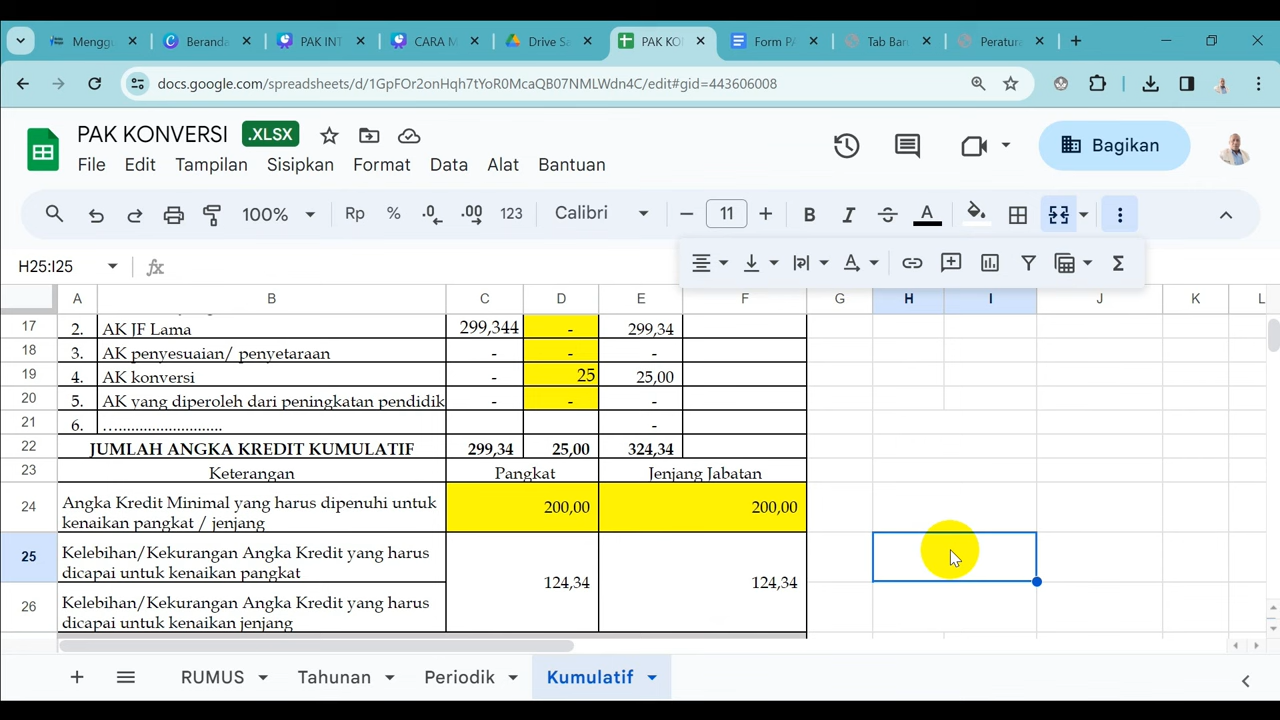 Menggu
Beranda
PAK INT
CARA M
Drive Sa
PAK KO
Form PA
Tab Ban
Peratura
docs.google.com/spreadsheets/d/1GpFOr2onHqh7tYoR0McaQB07NMLWdn4C/edit#gid=443606008
PAK KONVERSI .XLSX
File Edit Tampilan Sisipkan Format Data Alat Bantuan
Bagikan
100% Rp % .0 .00 123 Calibri 11 B I S A
H25:I25 fx
A B C D E F G H I J K L
17 2. AK JF Lama 299,344 - 299,34
18 3. AK penyesuaian/ penyetaraan - - -
19 4. AK konversi - 25 25,00
20 5. AK yang diperoleh dari peningkatan pendidik - - -
21 6. ............................ -
22 JUMLAH ANGKA KREDIT KUMULATIF 299,34 25,00 324,34
23 Keterangan Pangkat Jenjang Jabatan
24 Angka Kredit Minimal yang harus dipenuhi untuk
kenaikan pangkat / jenjang 200,00 200,00
25 Kelebihan/Kekurangan Angka Kredit yang harus
dicapai untuk kenaikan pangkat
124,34 124,34
26 Kelebihan/Kekurangan Angka Kredit yang harus
dicapai untuk kenaikan jenjang
RUMUS Tahunan Periodik Kumulatif